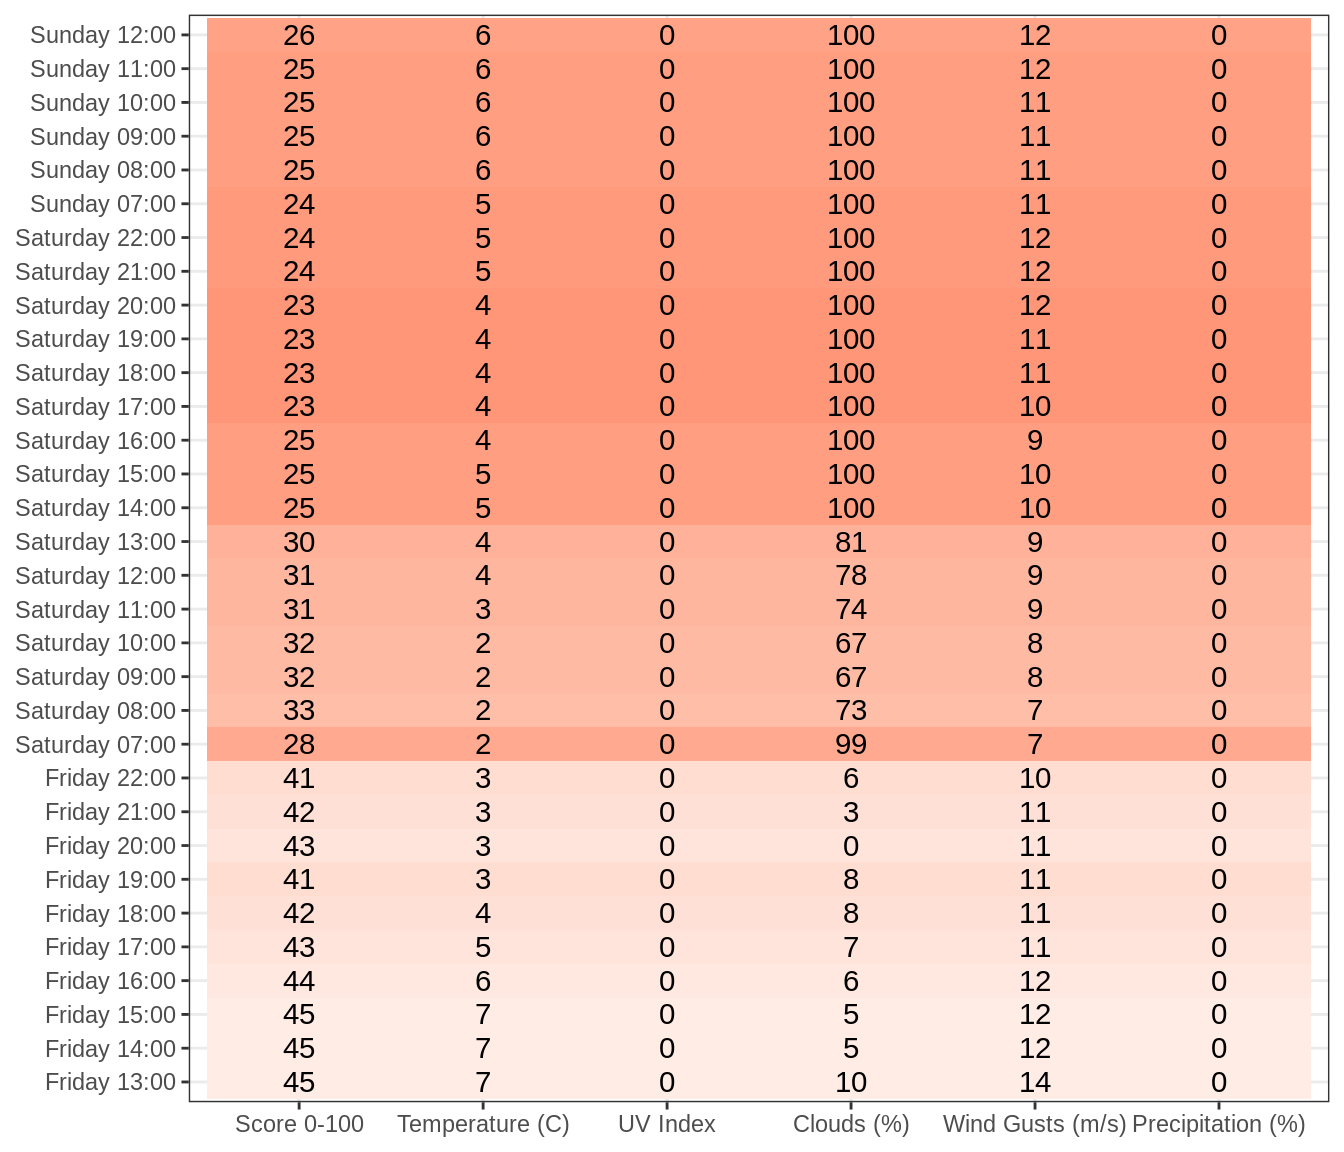 Sunday 12:00 26 6 0 100 12 0
Sunday 11:00 25 6 0 100 12 0
Sunday 10:00 25 6 0 100 11 0
Sunday 09:00 25 6 0 100 11 0
Sunday 08:00 25 6 0 100 11 0
Sunday 07:00 24 5 0 100 11 0
Saturday 22:00 24 5 0 100 12 0
Saturday 21:00 24 5 0 100 12 0
Saturday 20:00 23 4 0 100 12 0
Saturday 19:00 23 4 0 100 11 0
Saturday 18:00 23 4 0 100 11 0
Saturday 17:00 23 4 0 100 10 0
Saturday 16:00 25 4 0 100 9 0
Saturday 15:00 25 5 0 100 10 0
Saturday 14:00 25 5 0 100 10 0
Saturday 13:00 30 4 0 81 9 0
Saturday 12:00 31 4 0 78 9 0
Saturday 11:00 31 3 0 74 9 0
Saturday 10:00 32 2 0 67 8 0
Saturday 09:00 32 2 0 67 8 0
Saturday 08:00 33 2 0 73 7 0
Saturday 07:00 28 2 0 99 7 0
Friday 22:00 41 3 0 6 10 0
Friday 21:00 42 3 0 3 11 0
Friday 20:00 43 3 0 0 11 0
Friday 19:00 41 3 0 8 11 0
Friday 18:00 42 4 0 8 11 0
Friday 17:00 43 5 0 7 11 0
Friday 16:00 44 6 0 6 12 0
Friday 15:00 45 7 0 5 12 0
Friday 14:00 45 7 0 5 12 0
Friday 13:00 45 7 0 10 14 0
Score 0-100 Temperature (C) UV Index Clouds (%) Wind Gusts (m/s) Precipitation (%)